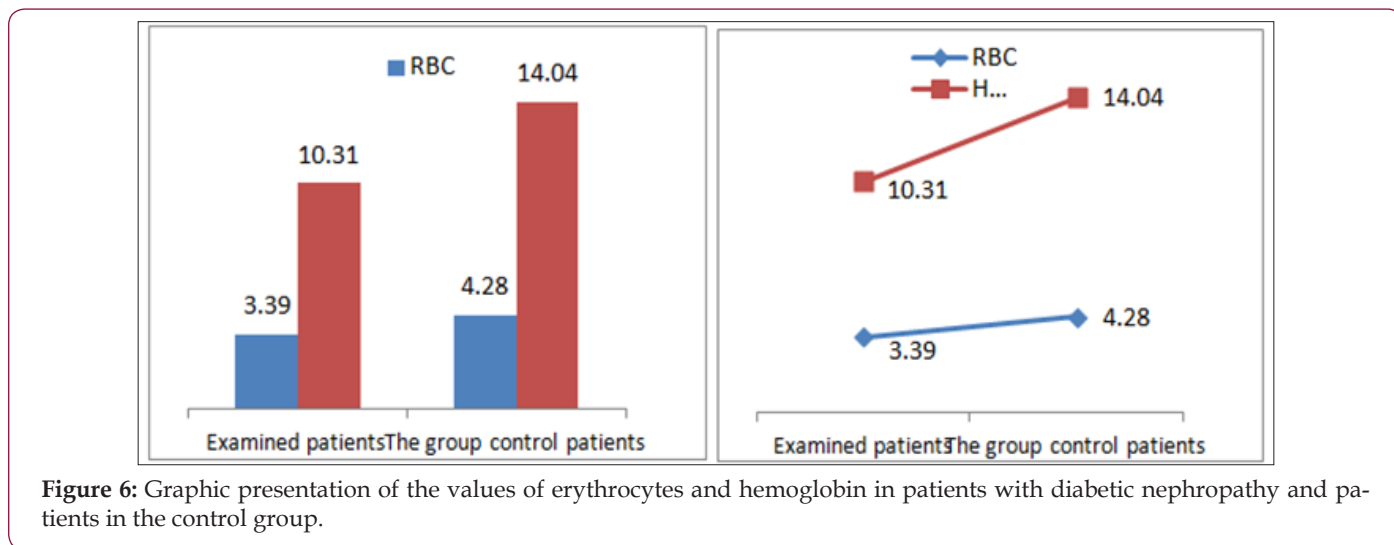 RBC
14.04
10.31
4.28
3.39
Examined patientsThe group control patients
RBC
H...
14.04
10.31
4.28
3.39
Examined patients The group control patients
Figure 6: Graphic presentation of the values of erythrocytes and hemoglobin in patients with diabetic nephropathy and pa-
tients in the control group.